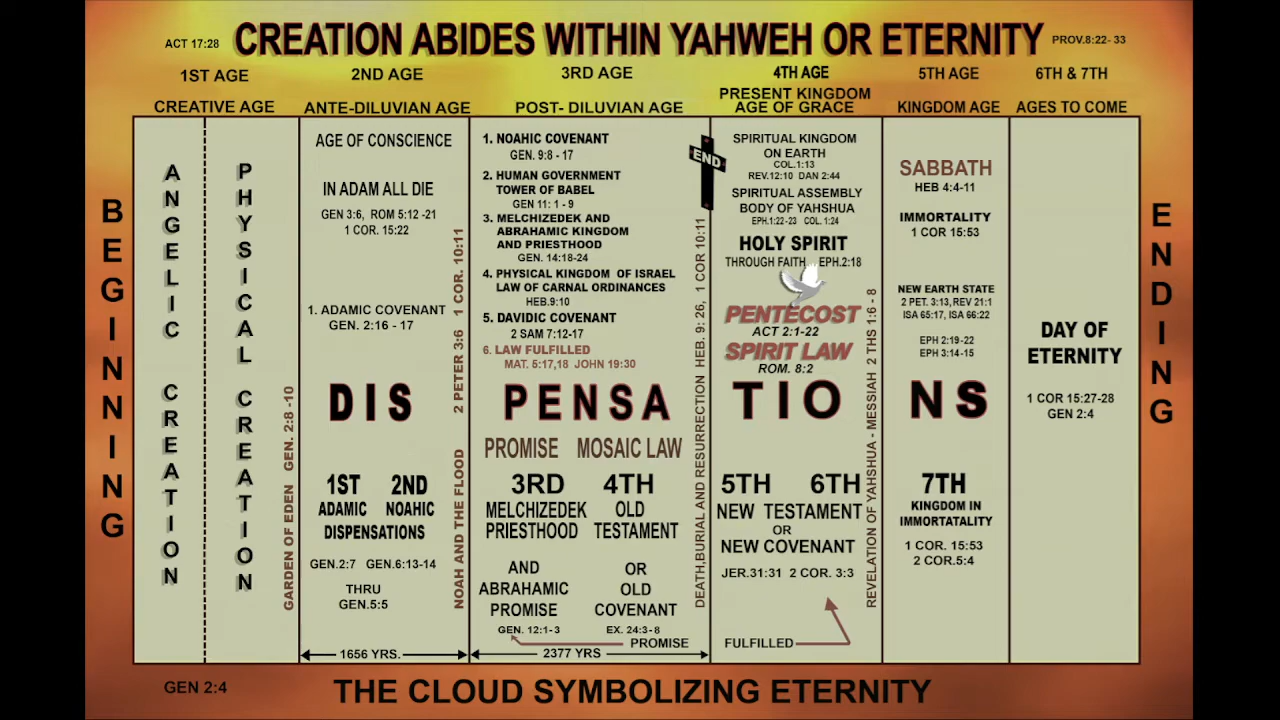 ACT 17:28
CREATION ABIDES WITHIN YAHWEH OR ETERNITY
PROV.8:22- 33
1ST AGE
2ND AGE
3RD AGE
4TH AGE
5TH AGE
6TH & 7TH
CREATIVE AGE
ANTE-DILUVIAN AGE
POST- DILUVIAN AGE
PRESENT KINGDOM
AGE OF GRACE
KINGDOM AGE
AGES TO COME
BEGINNING
ANGELIC CREATION
PHYSICAL CREATION
GARDEN OF EDEN GEN. 2:8 -10
AGE OF CONSCIENCE
IN ADAM ALL DIE
GEN 3:6, ROM 5:12 -21
1 COR. 15:22
1. ADAMIC COVENANT
GEN. 2:16 - 17
DIS
1ST 2ND
ADAMIC NOAHIC
DISPENSATIONS
GEN.2:7 GEN.6:13-14
THRU
GEN.5:5
1656 YRS.
NOAH AND THE FLOOD 2 PETER 3:6 1 COR. 10:11
1. NOAHIC COVENANT
GEN. 9:8 - 17
2. HUMAN GOVERNMENT
TOWER OF BABEL
GEN 11: 1 - 9
3. MELCHIZEDEK AND
ABRAHAMIC KINGDOM
AND PRIESTHOOD
GEN. 14:18-24
4. PHYSICAL KINGDOM OF ISRAEL
LAW OF CARNAL ORDINANCES
HEB.9:10
5. DAVIDIC COVENANT
2 SAM 7:12-17
6. LAW FULFILLED
MAT. 5:17,18 JOHN 19:30
PENSA
PROMISE MOSAIC LAW
3RD 4TH
MELCHIZEDEK OLD
PRIESTHOOD TESTAMENT
AND OR
ABRAHAMIC OLD
PROMISE COVENANT
GEN. 12:1-3 EX. 24:3-8
PROMISE
2377 YRS
END
DEATH,BURIAL AND RESURRECTION HEB. 9: 26, 1 COR 10:11
SPIRITUAL KINGDOM
ON EARTH
COL.1:13
REV.12:10 DAN 2:44
SPIRITUAL ASSEMBLY
BODY OF YAHSHUA
EPH.1:22-23 COL. 1:24
HOLY SPIRIT
THROUGH FAITH EPH.2:18
PENTECOST
ACT 2:1-22
SPIRIT LAW
ROM. 8:2
TIO
5TH 6TH
NEW TESTAMENT
OR
NEW COVENANT
JER.31:31 2 COR. 3:3
FULFILLED
REVELATION OF YAHSHUA - MESSIAH 2 THS 1:6 - 8
SABBATH
HEB 4:4-11
IMMORTALITY
1 COR 15:53
NEW EARTH STATE
2 PET. 3:13, REV 21:1
ISA 65:17, ISA 66:22
EPH 2:19-22
EPH 3:14-15
NS
7TH
KINGDOM IN
IMMORTATALITY
1 COR. 15:53
2 COR.5:4
DAY OF
ETERNITY
1 COR 15:27-28
GEN 2:4
ENDING
GEN 2:4
THE CLOUD SYMBOLIZING ETERNITY